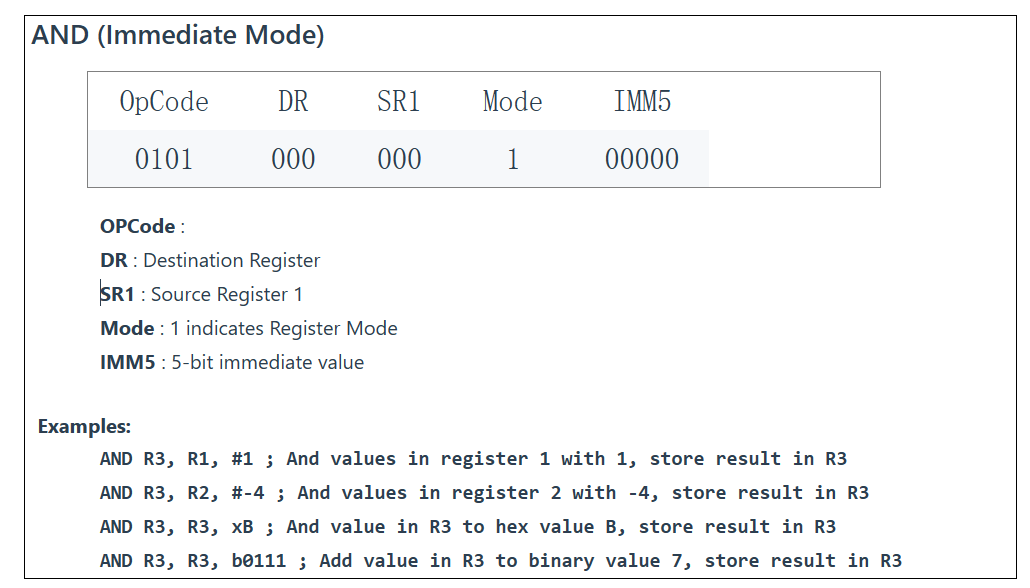 AND (Immediate Mode)
OpCode DR SR1 Mode IMM5
0101 000 000 1 00000
OPCode :
DR : Destination Register
SR1 : Source Register 1
Mode : 1 indicates Register Mode
IMM5 : 5-bit immediate value
Examples:
AND R3, R1, #1 ; And values in register 1 with 1, store result in R3
AND R3, R2, #-4 ; And values in register 2 with -4, store result in R3
AND R3, R3, xB ; And value in R3 to hex value B, store result in R3
AND R3, R3, b0111 ; Add value in R3 to binary value 7, store result in R3